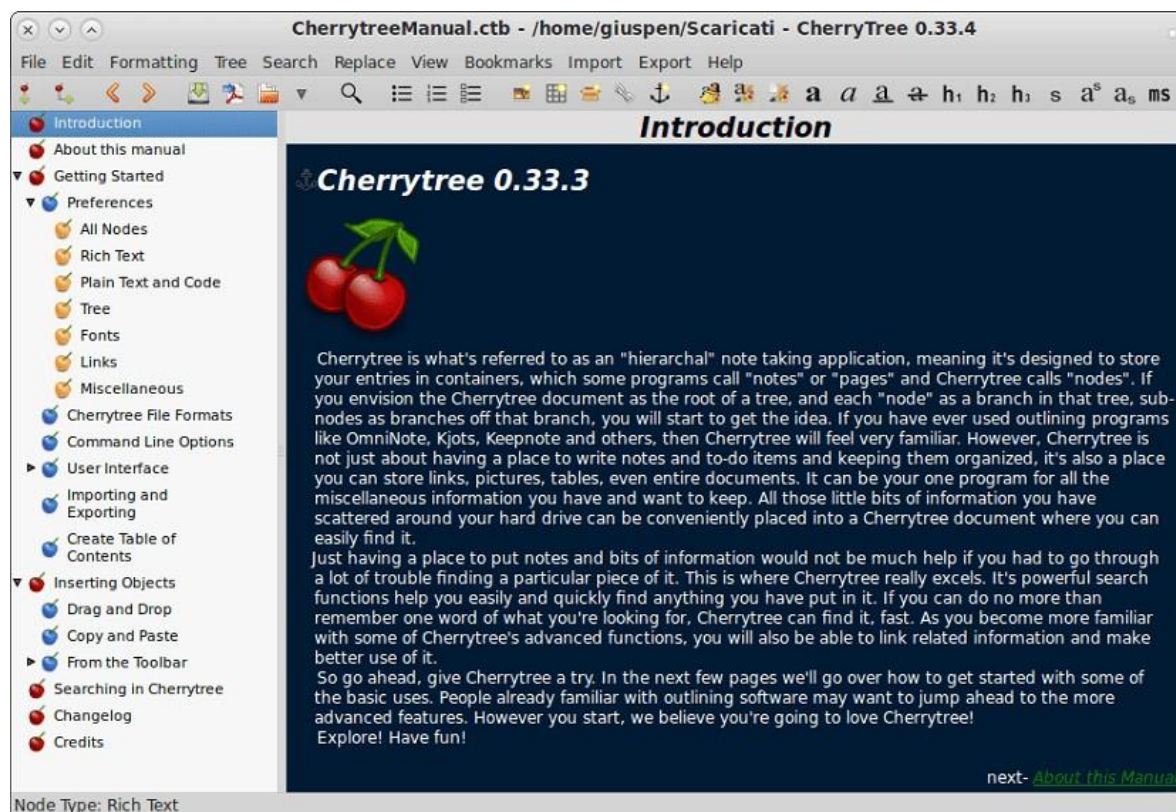 CherrytreeManual.ctb - /home/giuspen/Scaricati - CherryTree 0.33.4
File Edit Formatting Tree Search Replace View Bookmarks Import Export Help
a a a a h1 h2 h3 s as as ms
Introduction
About this manual
Getting Started
Preferences
All Nodes
Rich Text
Plain Text and Code
Tree
Fonts
Links
Miscellaneous
Cherrytree File Formats
Command Line Options
User Interface
Importing and
Exporting
Create Table of
Contents
Inserting Objects
Drag and Drop
Copy and Paste
From the Toolbar
Searching in Cherrytree
Changelog
Credits
Introduction
Cherrytree 0.33.3
Cherrytree is what's referred to as an "hierarchal" note taking application, meaning it's designed to store
your entries in containers, which some programs call "notes" or "pages" and Cherrytree calls "nodes". If
you envision the Cherrytree document as the root of a tree, and each "node" as a branch in that tree, sub-
nodes as branches off that branch, you will start to get the idea. If you have ever used outlining programs
like OmniNote, Kjots, Keepnote and others, then Cherrytree will feel very familiar. However, Cherrytree is
not just about having a place to write notes and to-do items and keeping them organized, it's also a place
you can store links, pictures, tables, even entire documents. It can be your one program for all the
miscellaneous information you have and want to keep. All those little bits of information you have
scattered around your hard drive can be conveniently placed into a Cherrytree document where you can
easily find it.
Just having a place to put notes and bits of information would not be much help if you had to go through
a lot of trouble finding a particular piece of it. This is where Cherrytree really excels. It's powerful search
functions help you easily and quickly find anything you have put in it. If you can do no more than
remember one word of what you're looking for, Cherrytree can find it, fast. As you become more familiar
with some of Cherrytree's advanced functions, you will also be able to link related information and make
better use of it.
So go ahead, give Cherrytree a try. In the next few pages we'll go over how to get started with some of
the basic uses. People already familiar with outlining software may want to jump ahead to the more
advanced features. However you start, we believe you're going to love Cherrytree!
Explore! Have fun!
next- About this Manual
Node Type: Rich Text